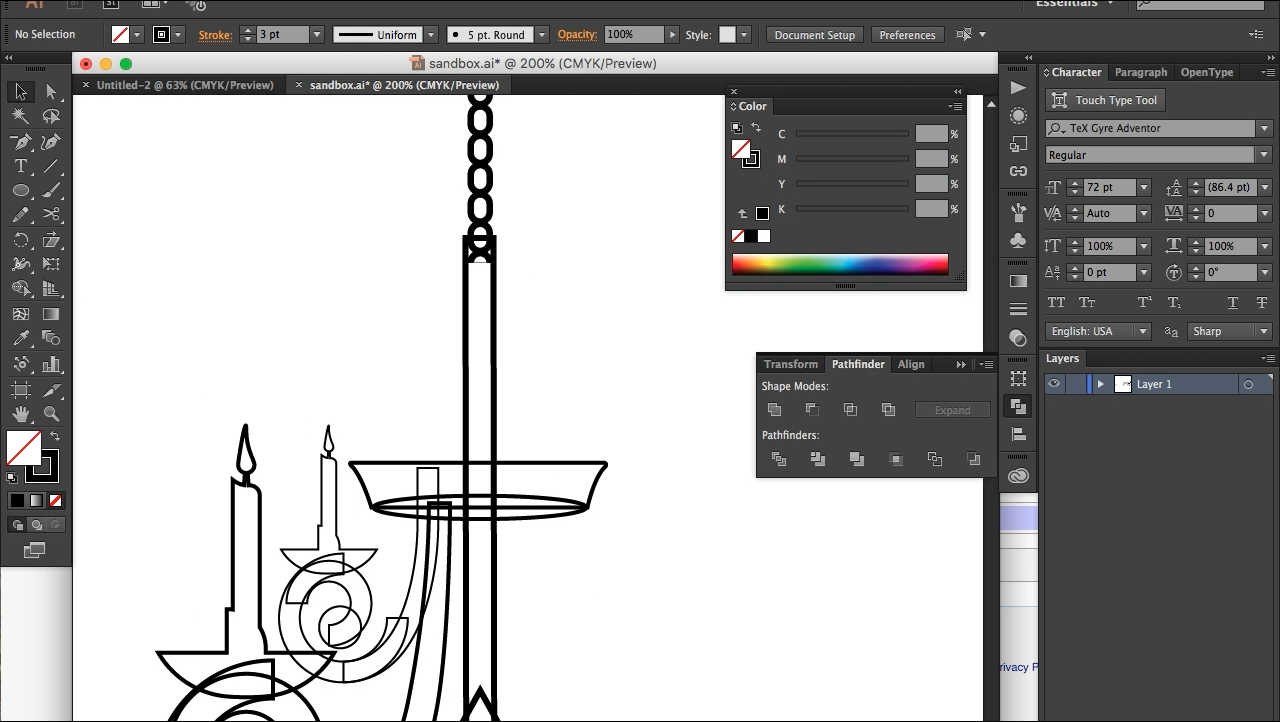 Ai Br St Essentials
No Selection Stroke: 3 pt Uniform 5 pt. Round Opacity: 100% Style: Document Setup Preferences
sandbox.ai* @ 200% (CMYK/Preview)
Untitled-2 @ 63% (CMYK/Preview) sandbox.ai* @ 200% (CMYK/Preview)
Color
C %
M %
Y %
K %
Transform Pathfinder Align
Shape Modes:
Expand
Pathfinders:
Character Paragraph OpenType
Touch Type Tool
TeX Gyre Adventor
Regular
72 pt (86.4 pt)
Auto 0
100% 100%
0 pt 0°
English: USA Sharp
Layers
Layer 1
rivacy P